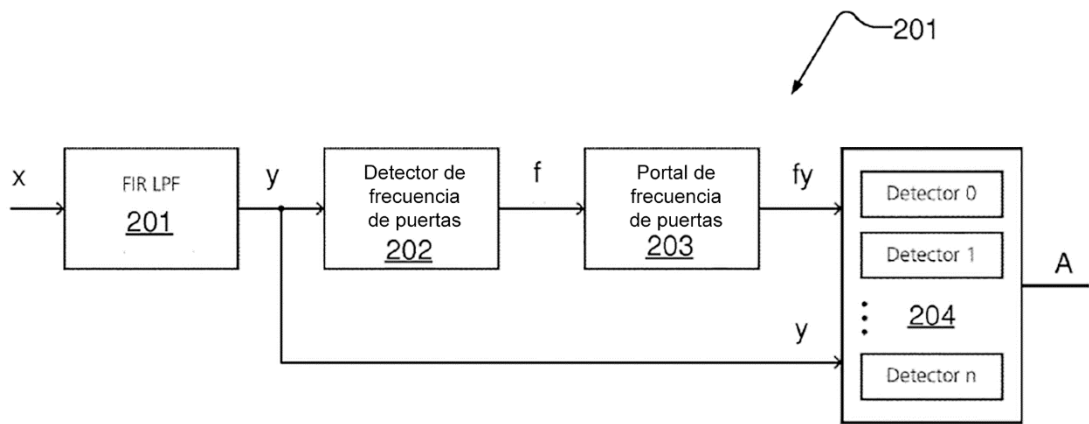 201
x
FIR LPF
201
y
Detector de
frecuencia
de puertas
202
f
Portal de
frecuencia
de puertas
203
fy
y
Detector 0
Detector 1
204
Detector n
A